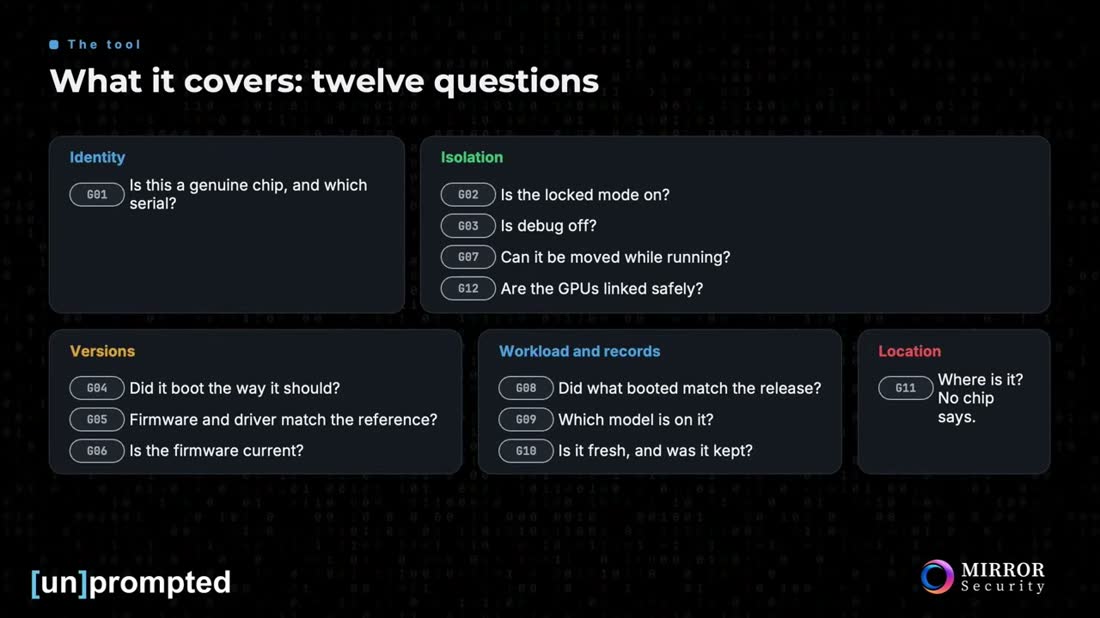 The tool
What it covers: twelve questions
Identity
G01 Is this a genuine chip, and which
serial?
Isolation
G02 Is the locked mode on?
G03 Is debug off?
G07 Can it be moved while running?
G12 Are the GPUs linked safely?
Versions
G04 Did it boot the way it should?
G05 Firmware and driver match the reference?
G06 Is the firmware current?
Workload and records
G08 Did what booted match the release?
G09 Which model is on it?
G10 Is it fresh, and was it kept?
Location
G11 Where is it?
No chip
says.
[un]prompted
MIRROR
Security